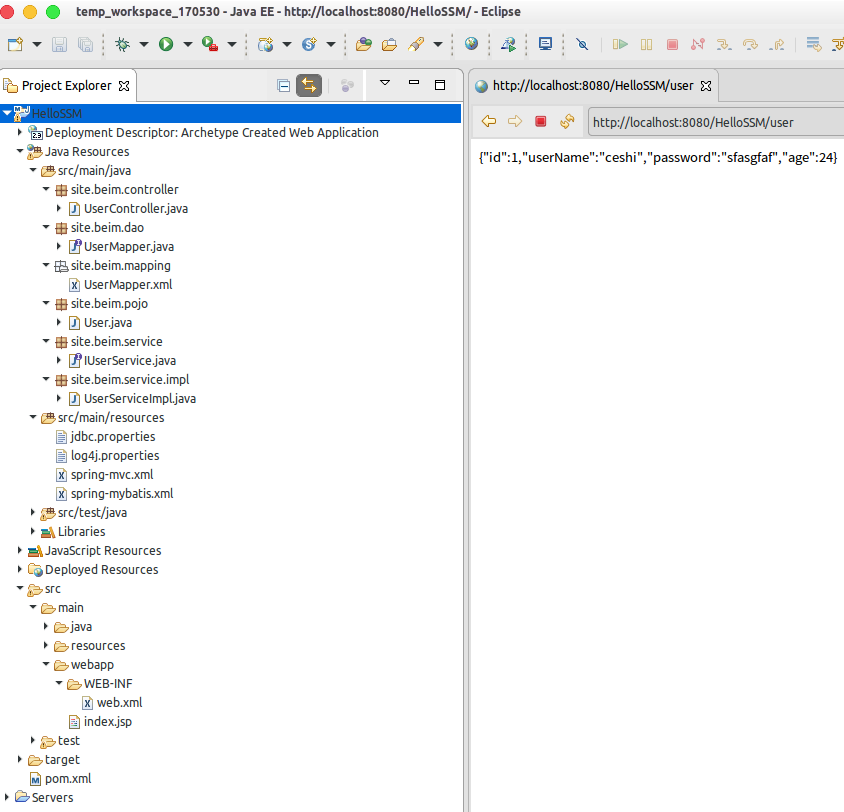 temp_workspace_170530 - Java EE - http://localhost:8080/HelloSSM/ - Eclipse
Project Explorer
HelloSSM
Deployment Descriptor: Archetype Created Web Application
Java Resources
src/main/java
site.beim.controller
UserController.java
site.beim.dao
UserMapper.java
site.beim.mapping
UserMapper.xml
site.beim.pojo
User.java
site.beim.service
IUserService.java
site.beim.service.impl
UserServiceImpl.java
src/main/resources
jdbc.properties
log4j.properties
spring-mvc.xml
spring-mybatis.xml
src/test/java
Libraries
JavaScript Resources
Deployed Resources
src
main
java
resources
webapp
WEB-INF
web.xml
index.jsp
test
target
pom.xml
Servers
http://localhost:8080/HelloSSM/user
http://localhost:8080/HelloSSM/user
{"id":1,"userName":"ceshi","password":"sfasgfaf","age":24}